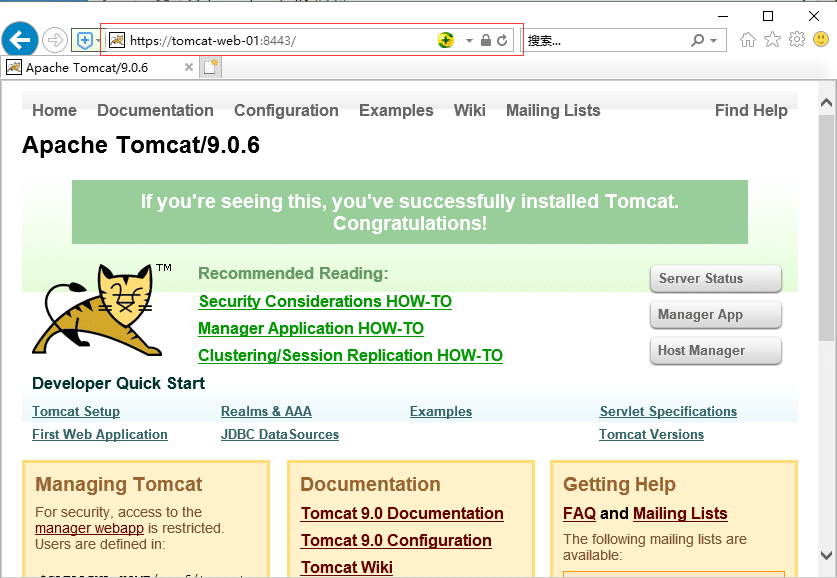 https://tomcat-web-01:8443/
搜索...
Apache Tomcat/9.0.6
Home Documentation Configuration Examples Wiki Mailing Lists Find Help
Apache Tomcat/9.0.6
If you're seeing this, you've successfully installed Tomcat.
Congratulations!
TM
Recommended Reading:
Security Considerations HOW-TO
Manager Application HOW-TO
Clustering/Session Replication HOW-TO
Server Status
Manager App
Host Manager
Developer Quick Start
Tomcat Setup
First Web Application
Realms & AAA
JDBC DataSources
Examples
Servlet Specifications
Tomcat Versions
Managing Tomcat
For security, access to the
manager webapp is restricted.
Users are defined in:
Documentation
Tomcat 9.0 Documentation
Tomcat 9.0 Configuration
Tomcat Wiki
Getting Help
FAQ and Mailing Lists
The following mailing lists are
available: